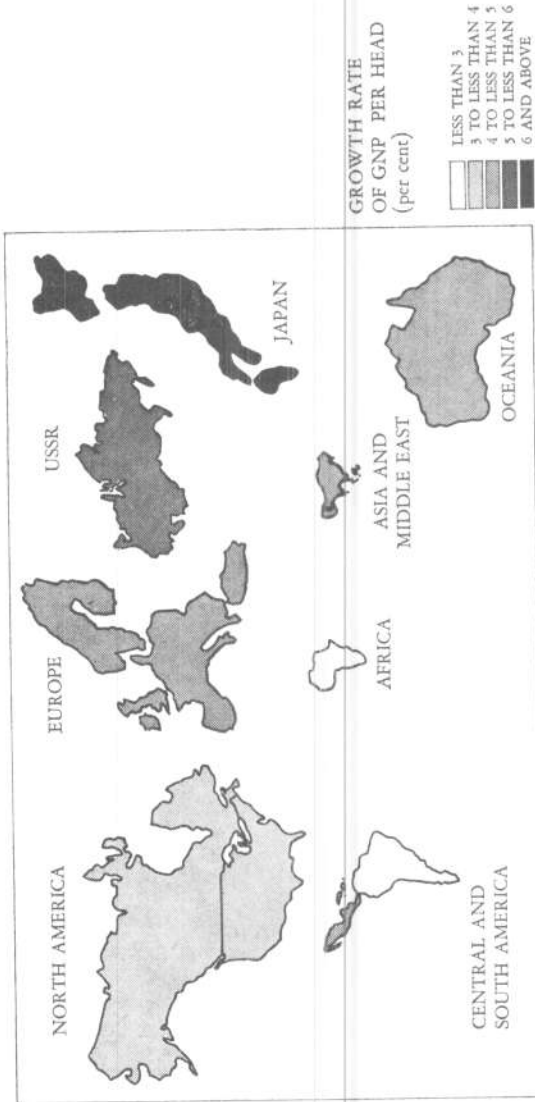 NORTH AMERICA
EUROPE
USSR
JAPAN
CENTRAL AND
SOUTH AMERICA
AFRICA
ASIA AND
MIDDLE EAST
OCEANIA
GROWTH RATE
OF GNP PER HEAD
(per cent)
LESS THAN 3
3 TO LESS THAN 4
4 TO LESS THAN 5
5 TO LESS THAN 6
6 AND ABOVE